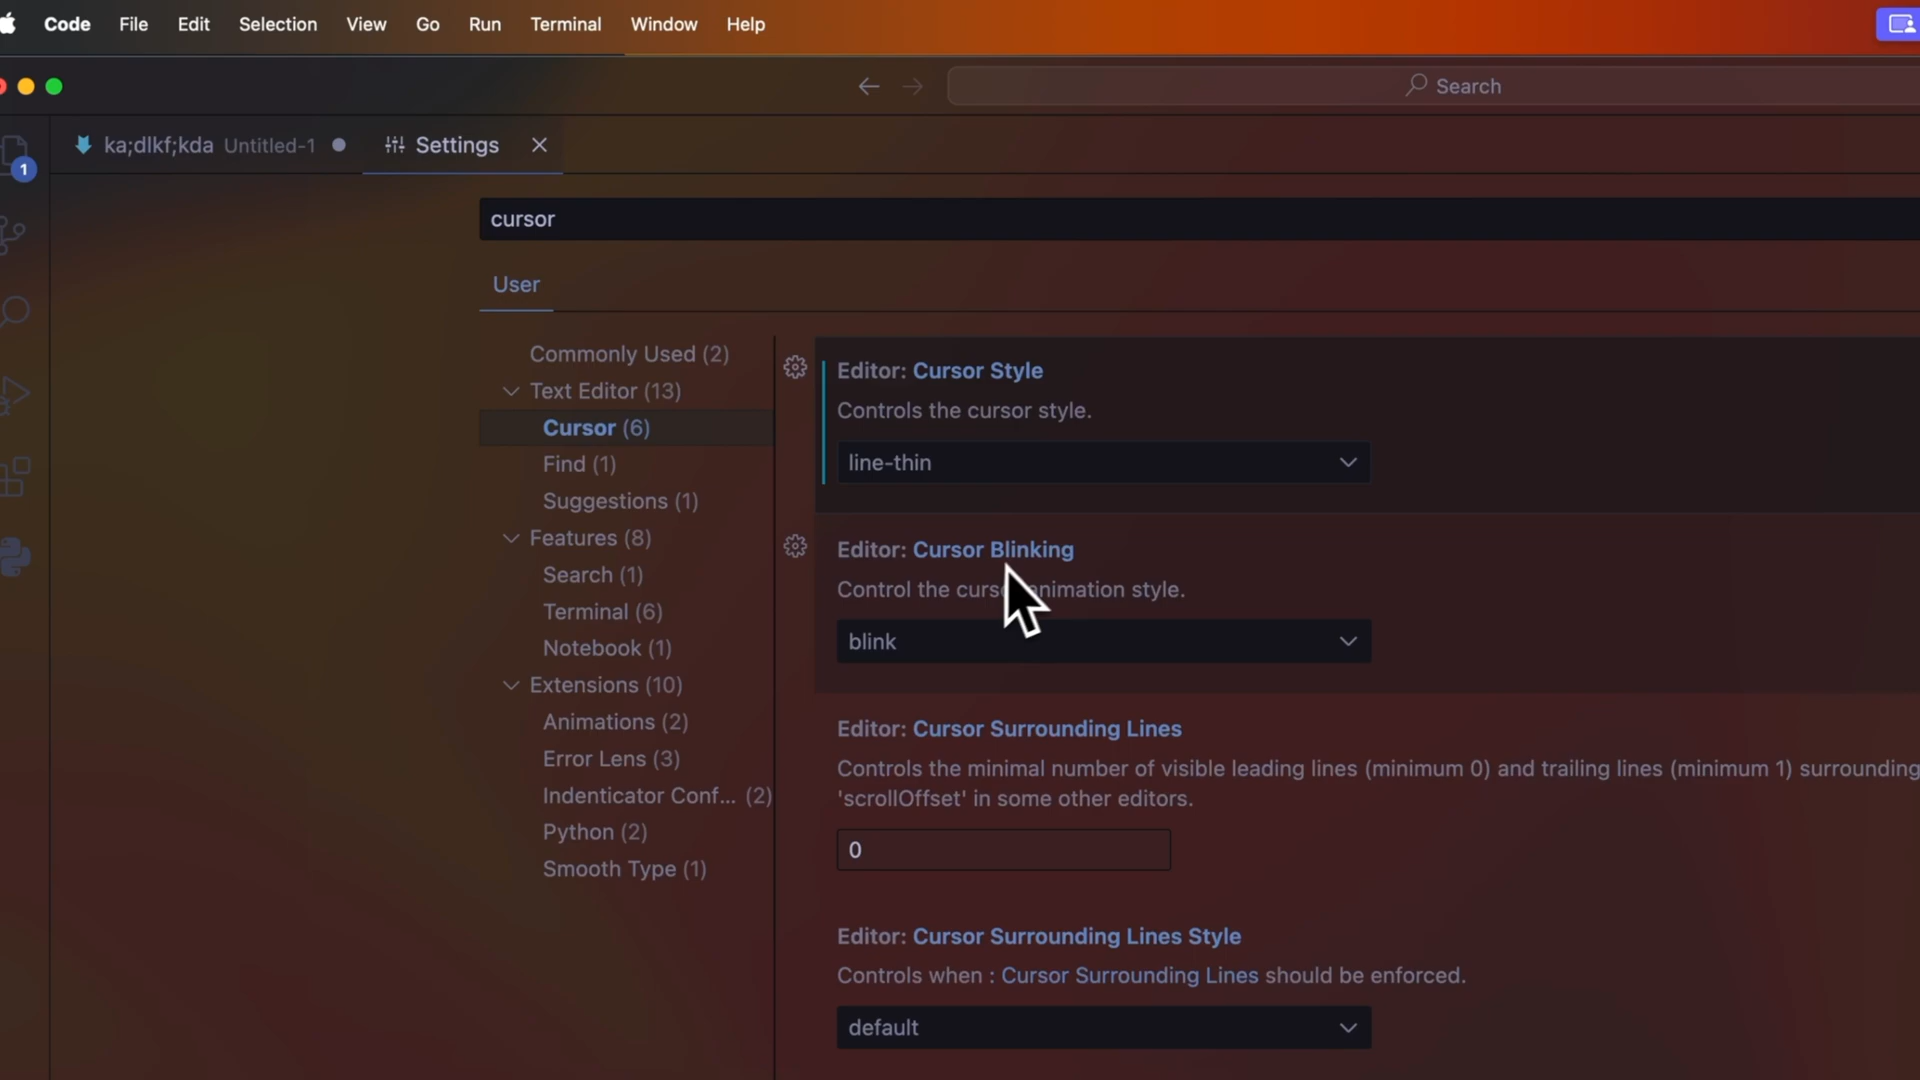 Code File Edit Selection View Go Run Terminal Window Help
Search
ka;dlkf;kda Untitled-1 Settings
1
cursor
User
Commonly Used (2)
Text Editor (13)
Cursor (6)
Find (1)
Suggestions (1)
Features (8)
Search (1)
Terminal (6)
Notebook (1)
Extensions (10)
Animations (2)
Error Lens (3)
Indenticator Conf... (2)
Python (2)
Smooth Type (1)
Editor: Cursor Style
Controls the cursor style.
line-thin
Editor: Cursor Blinking
Control the animation style.
blink
Editor: Cursor Surrounding Lines
Controls the minimal number of visible leading lines (minimum 0) and trailing lines (minimum 1) surrounding
'scrollOffset' in some other editors.
0
Editor: Cursor Surrounding Lines Style
Controls when : Cursor Surrounding Lines should be enforced.
default